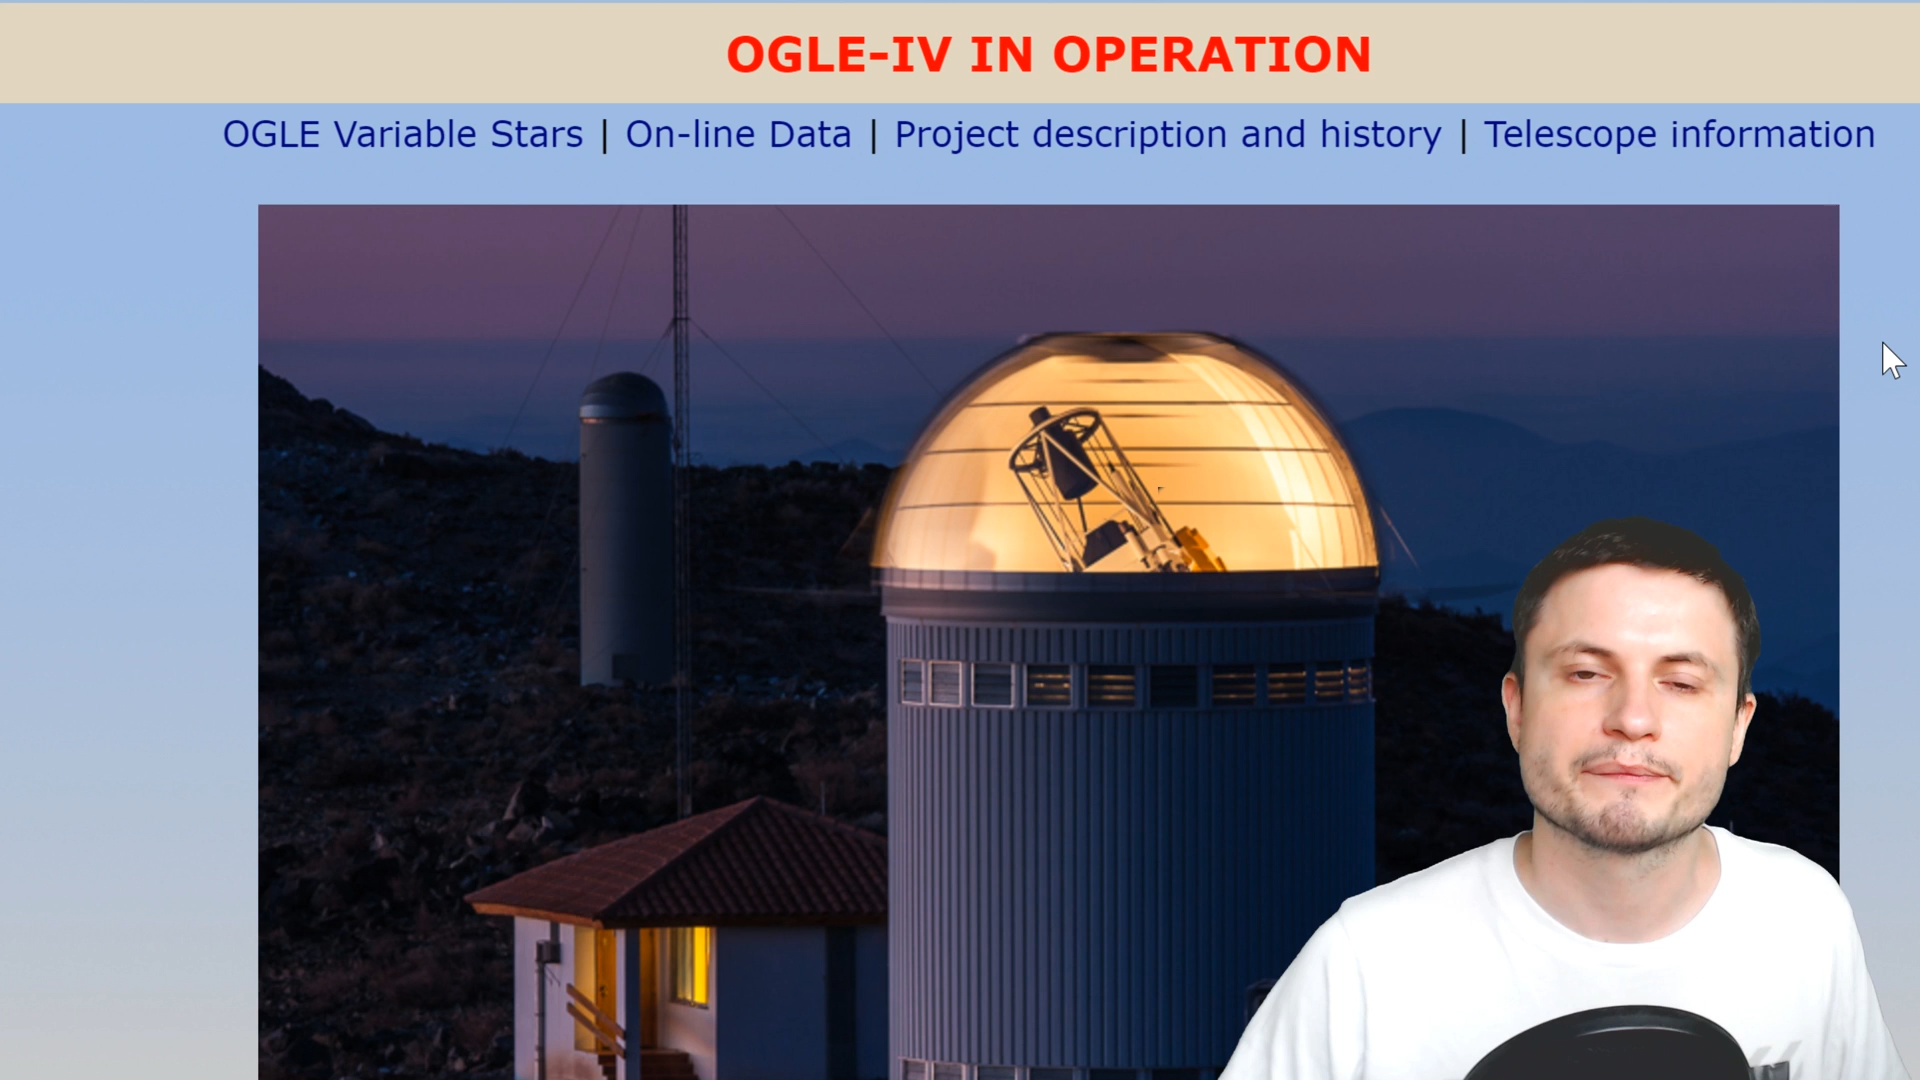 OGLE-IV IN OPERATION
OGLE Variable Stars | On-line Data | Project description and history | Telescope information